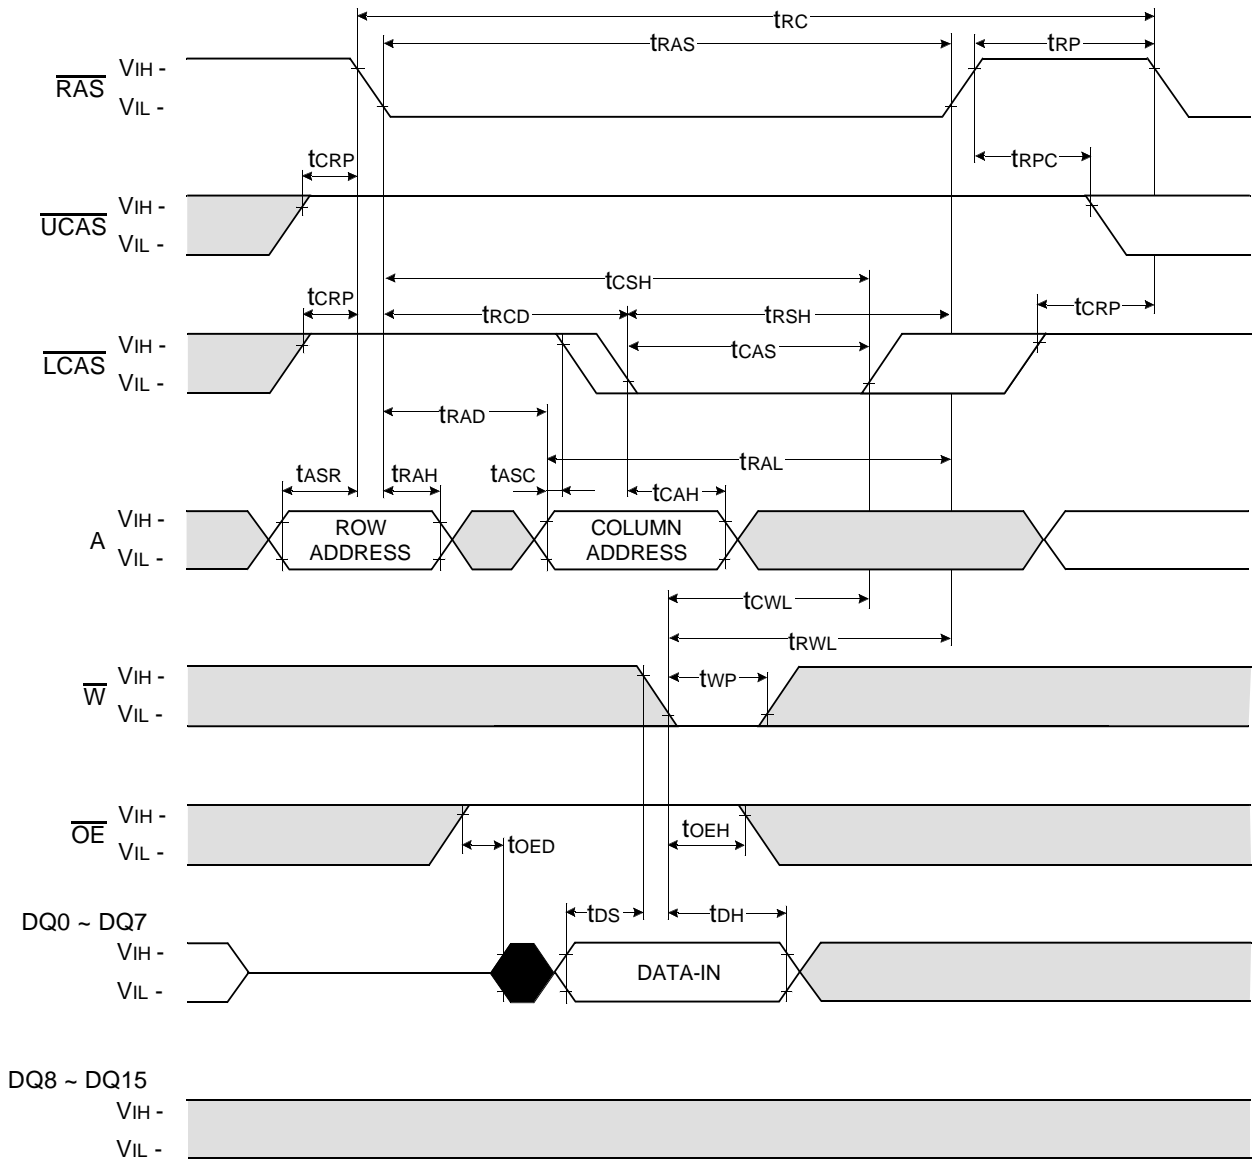 tRC
tRAS
tRP
RAS
VIH -
VIL -
tCRP
tRPC
UCAS
VIH -
VIL -
tCSH
tCRP
tRCD
tRSH
tCRP
LCAS
VIH -
VIL -
tCAS
tRAD
tRAL
tASR
tRAH
tASC
tCAH
A
VIH -
VIL -
ROW
ADDRESS
COLUMN
ADDRESS
tCWL
tRWL
W
VIH -
VIL -
tWP
OE
VIH -
VIL -
tOED
tOEH
tDS
tDH
DQ0 ~ DQ7
VIH -
VIL -
DATA-IN
DQ8 ~ DQ15
VIH -
VIL -